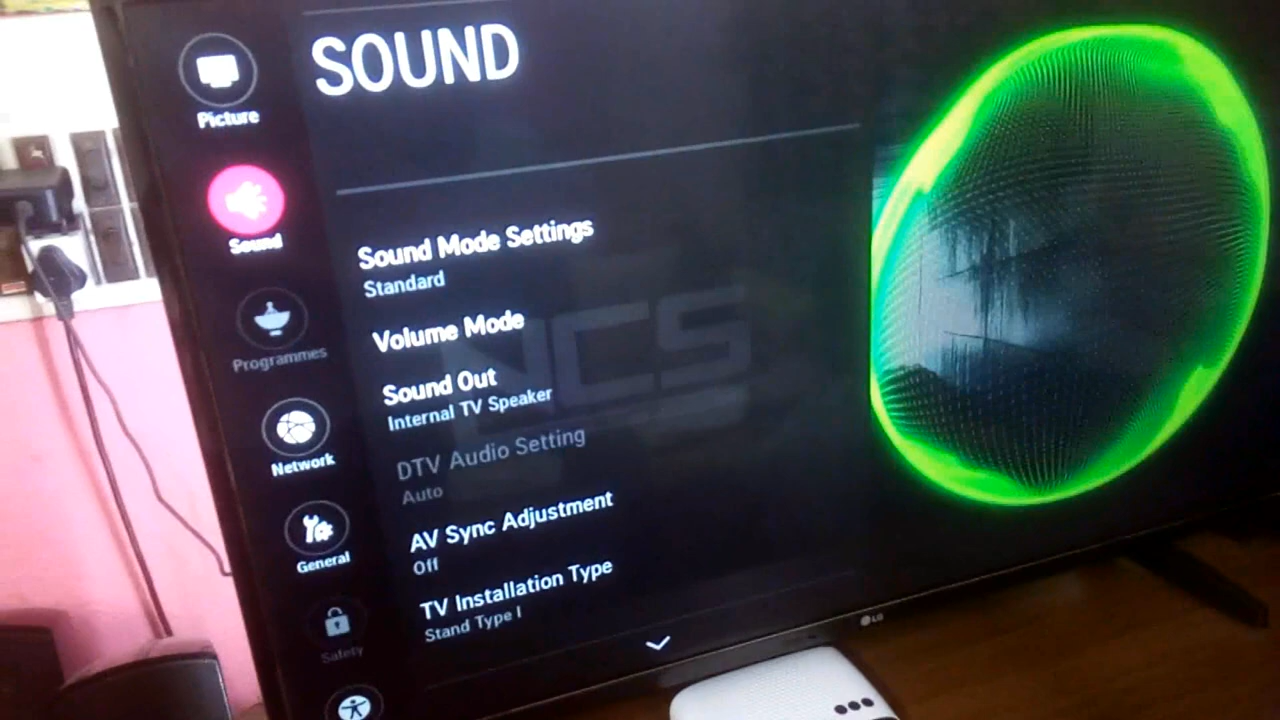 SOUND
Picture
Sound
Programmes
Network
General
Safety
Sound Mode Settings
Standard
Volume Mode
Sound Out
Internal TV Speaker
DTV Audio Setting
Auto
AV Sync Adjustment
Off
TV Installation Type
Stand Type I
NCS
LG